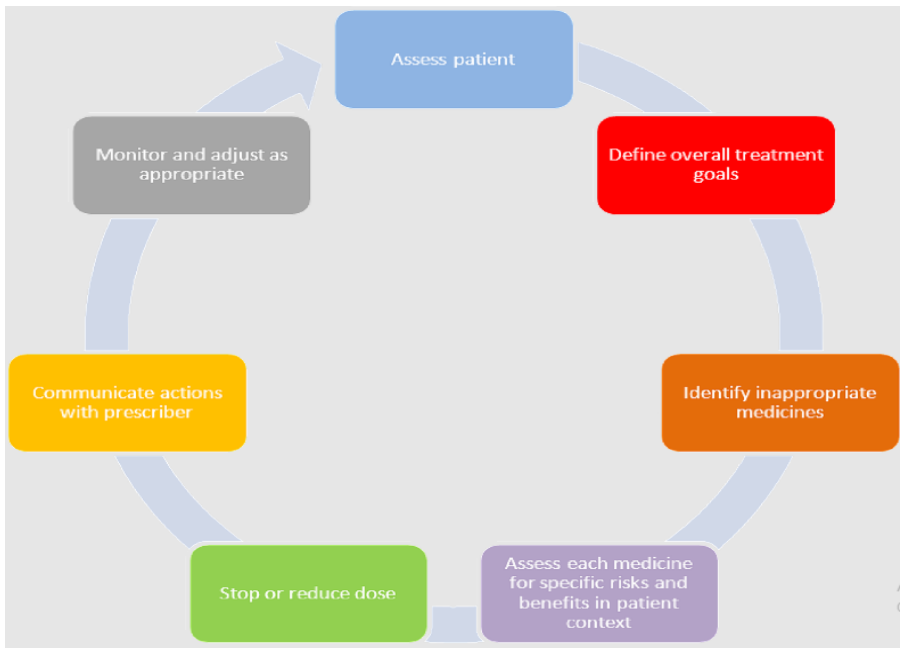 Assess patient
Define overall treatment
goals
Identify inappropriate
medicines
Assess each medicine
for specific risks and
benefits in patient
context
Stop or reduce dose
Communicate actions
with prescriber
Monitor and adjust as
appropriate